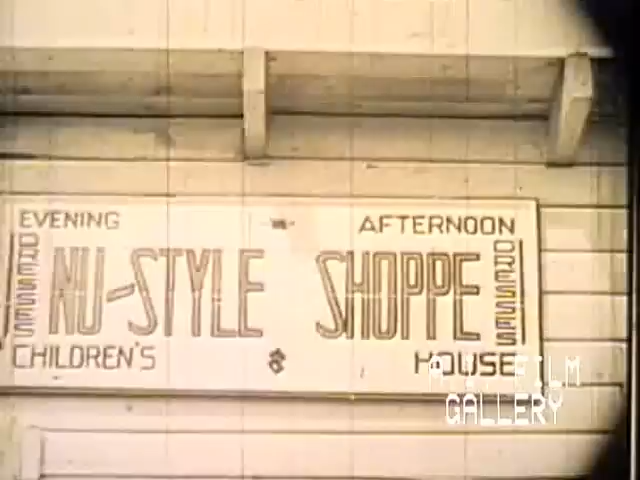 EVENING AFTERNOON
DRESSES NU-STYLE SHOPPE DRESSES
CHILDREN'S & HOUSE
FILM
GALLERY